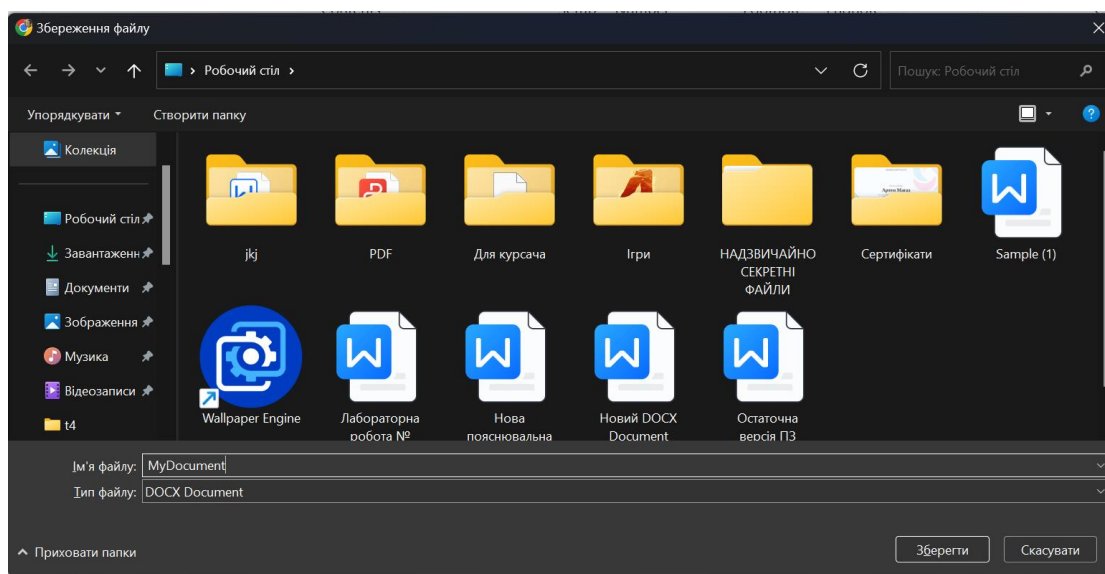 Збереження файлу
Робочий стіл
Пошук: Робочий стіл
Упорядкувати
Створити папку
Колекція
Робочий стіл
Завантаженн
Документи
Зображення
Музика
Відеозаписи
t4
jkj
PDF
Для курсача
Ігри
НАДЗВИЧАЙНО
СЕКРЕТНІ
ФАЙЛИ
Сертифікати
Sample (1)
Wallpaper Engine
Лабораторна
робота №
Нова
пояснювальна
Новий DOCX
Document
Остаточна
версія ПЗ
Ім'я файлу: MyDocument
Тип файлу: DOCX Document
Приховати папки
Зберегти
Скасувати